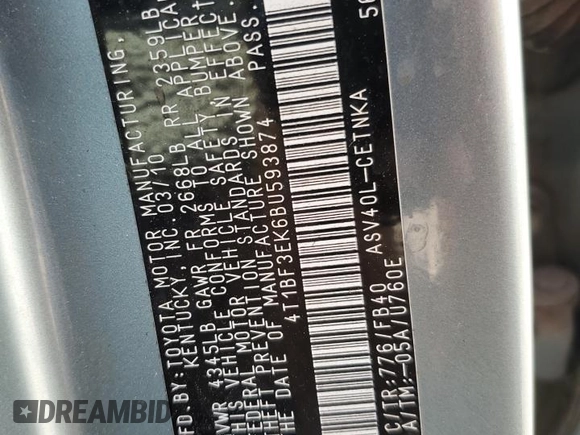 MFD.BY:TOYOTA MOTOR MANUFACTURING,
KENTUCKY, INC. 03/10
GVWR 4345LB GAWR FR 2668LB RR 2359LB
THIS VEHICLE CONFORMS TO ALL APPLICABLE
FEDERAL MOTOR VEHICLE SAFETY BUMPER,
THEFT PREVENTION STANDARDS IN EFFECT
THE DATE OF MANUFACTURE SHOWN ABOVE.
4T1BF3EK6BU593874 PASS.
C/TR:776/FB40 ASV40L-CETNKA
A/TM:-05A/U760E
DREAMBID